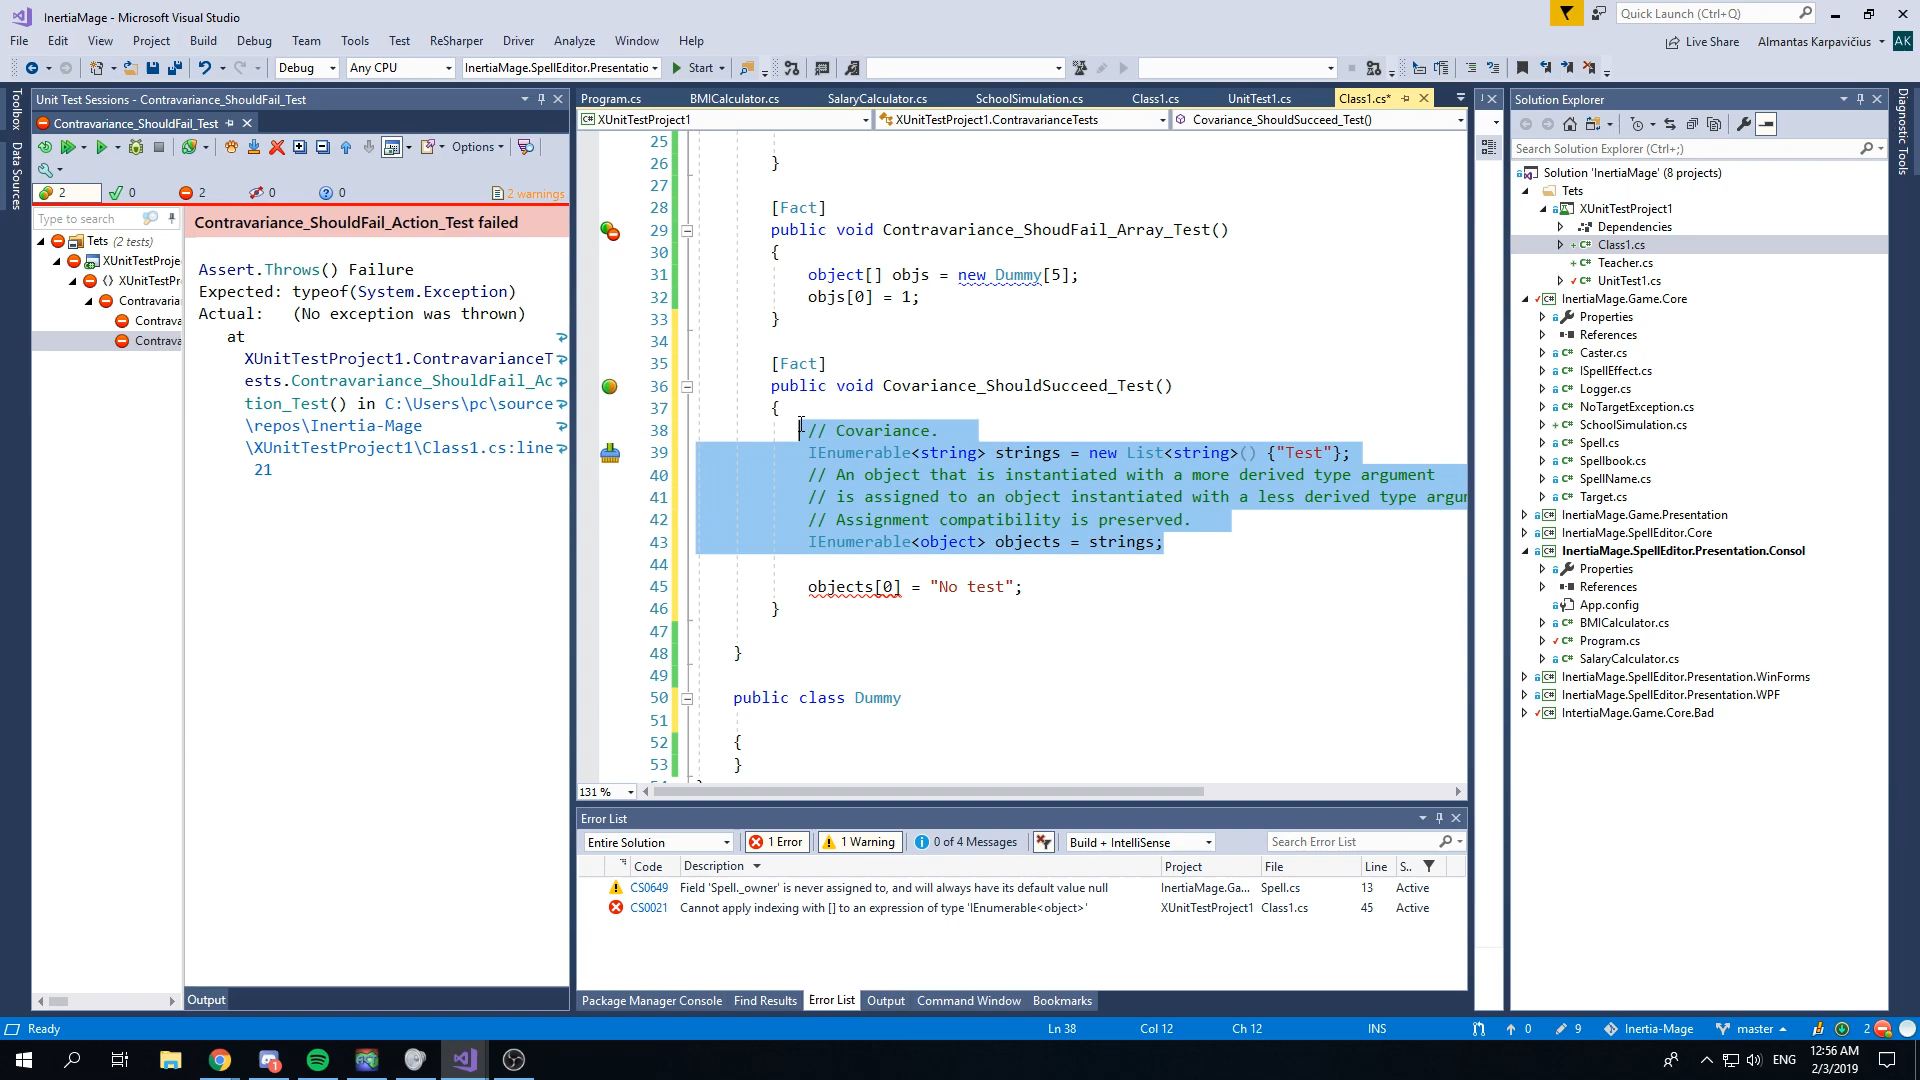 InertiaMage - Microsoft Visual Studio
Quick Launch (Ctrl+Q)
File Edit View Project Build Debug Team Tools Test ReSharper Driver Analyze Window Help
Live Share Almantas Karpavičius AK
Debug Any CPU InertiaMage.SpellEditor.Presentatio Start
Toolbox
Data Sources
Unit Test Sessions - Contravariance_ShouldFail_Test
Contravariance_ShouldFail_Test
Options
2 0 2 0 0 2 warnings
Type to search
Tets (2 tests)
XUnitTestProje
XUnitTestPr
Contravaria
Contrava
Contrava
Contravariance_ShouldFail_Action_Test failed
Assert.Throws() Failure
Expected: typeof(System.Exception)
Actual: (No exception was thrown)
at
XUnitTestProject1.ContravarianceT
ests.Contravariance_ShouldFail_Ac
tion_Test() in C:\Users\pc\source
\repos\Inertia-Mage
\XUnitTestProject1\Class1.cs:line
21
Output
Program.cs BMICalculator.cs SalaryCalculator.cs SchoolSimulation.cs Class1.cs UnitTest1.cs Class1.cs*
XUnitTestProject1 XUnitTestProject1.ContravarianceTests Covariance_ShouldSucceed_Test()
25
26 }
27
28 [Fact]
29 public void Contravariance_ShoudFail_Array_Test()
30 {
31 object[] objs = new Dummy[5];
32 objs[0] = 1;
33 }
34
35 [Fact]
36 public void Covariance_ShouldSucceed_Test()
37 {
38 // Covariance.
39 IEnumerable<string> strings = new List<string>() {"Test"};
40 // An object that is instantiated with a more derived type argument
41 // is assigned to an object instantiated with a less derived type argu
42 // Assignment compatibility is preserved.
43 IEnumerable<object> objects = strings;
44
45 objects[0] = "No test";
46 }
47
48 }
49
50 public class Dummy
51
52 {
53 }
131 %
Error List
Entire Solution 1 Error 1 Warning 0 of 4 Messages Build + IntelliSense Search Error List
Code Description Project File Line S..
CS0649 Field 'Spell._owner' is never assigned to, and will always have its default value null InertiaMage.Ga... Spell.cs 13 Active
CS0021 Cannot apply indexing with [] to an expression of type 'IEnumerable<object>' XUnitTestProject1 Class1.cs 45 Active
Package Manager Console Find Results Error List Output Command Window Bookmarks
Solution Explorer
Search Solution Explorer (Ctrl+;)
Solution 'InertiaMage' (8 projects)
Tets
XUnitTestProject1
Dependencies
Class1.cs
Teacher.cs
UnitTest1.cs
InertiaMage.Game.Core
Properties
References
Caster.cs
ISpellEffect.cs
Logger.cs
NoTargetException.cs
SchoolSimulation.cs
Spell.cs
Spellbook.cs
SpellName.cs
Target.cs
InertiaMage.Game.Presentation
InertiaMage.SpellEditor.Core
InertiaMage.SpellEditor.Presentation.Consol
Properties
References
App.config
BMICalculator.cs
Program.cs
SalaryCalculator.cs
InertiaMage.SpellEditor.Presentation.WinForms
InertiaMage.SpellEditor.Presentation.WPF
IntertiaMage.Game.Core.Bad
Diagnostic Tools
Ready Ln 38 Col 12 Ch 12 INS 0 9 Inertia-Mage master 2
ENG 12:56 AM
2/3/2019